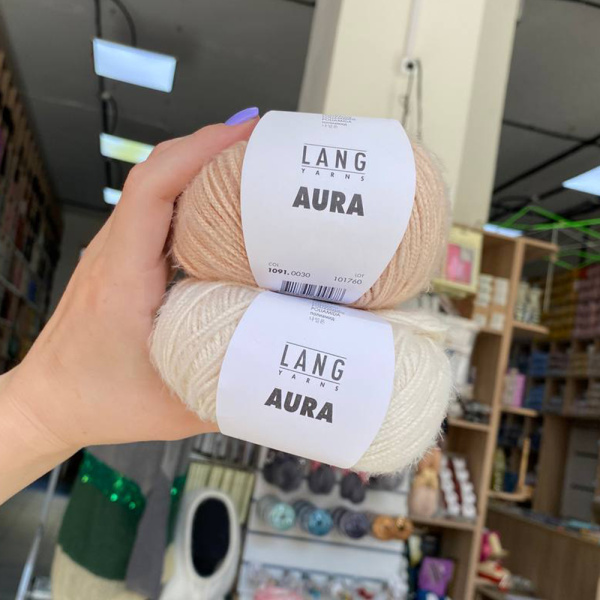 LANG
YARNS
AURA
COL
LOT
1091.0030
101760
LANG
YARNS
AURA